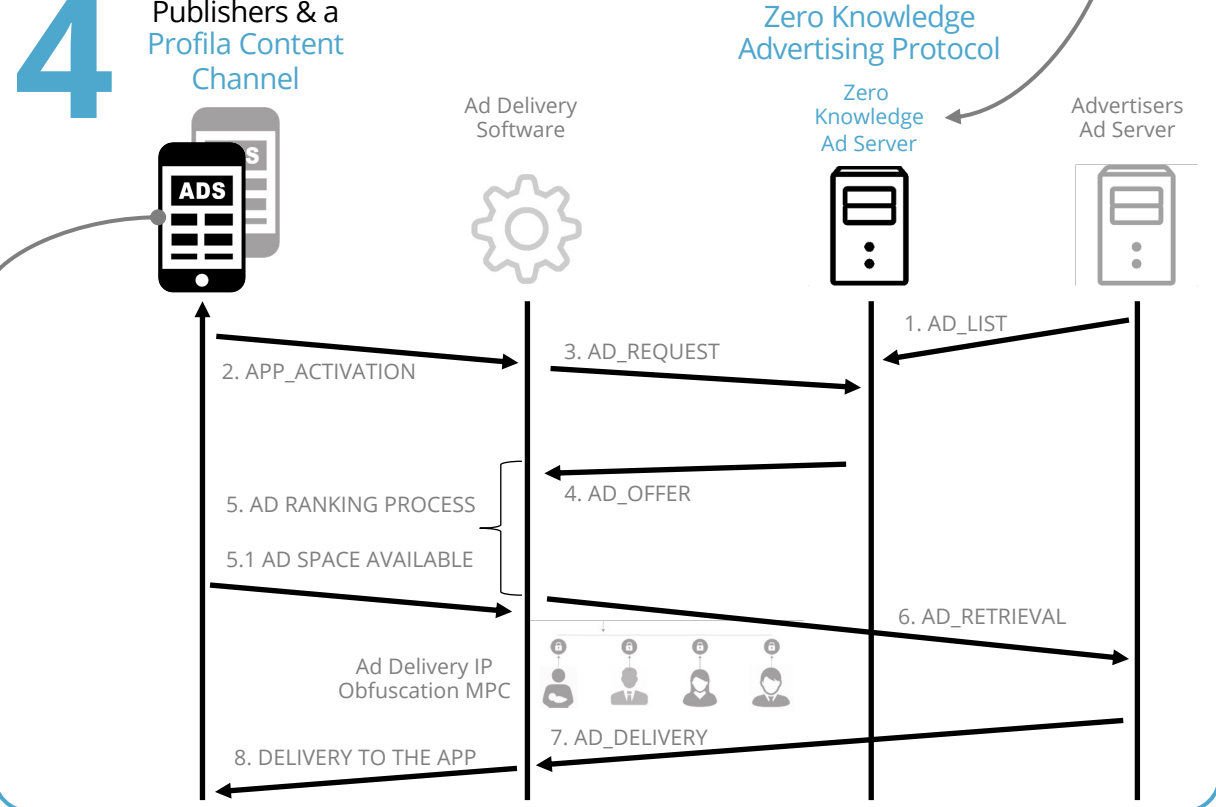 4
Publishers & a
Profila Content
Channel
Zero Knowledge
Advertising Protocol
Ad Delivery
Software
Zero
Knowledge
Ad Server
Advertisers
Ad Server
ADS
1. AD_LIST
2. APP_ACTIVATION
3. AD_REQUEST
4. AD_OFFER
5. AD RANKING PROCESS
5.1 AD SPACE AVAILABLE
6. AD_RETRIEVAL
Ad Delivery IP
Obfuscation MPC
7. AD_DELIVERY
8. DELIVERY TO THE APP